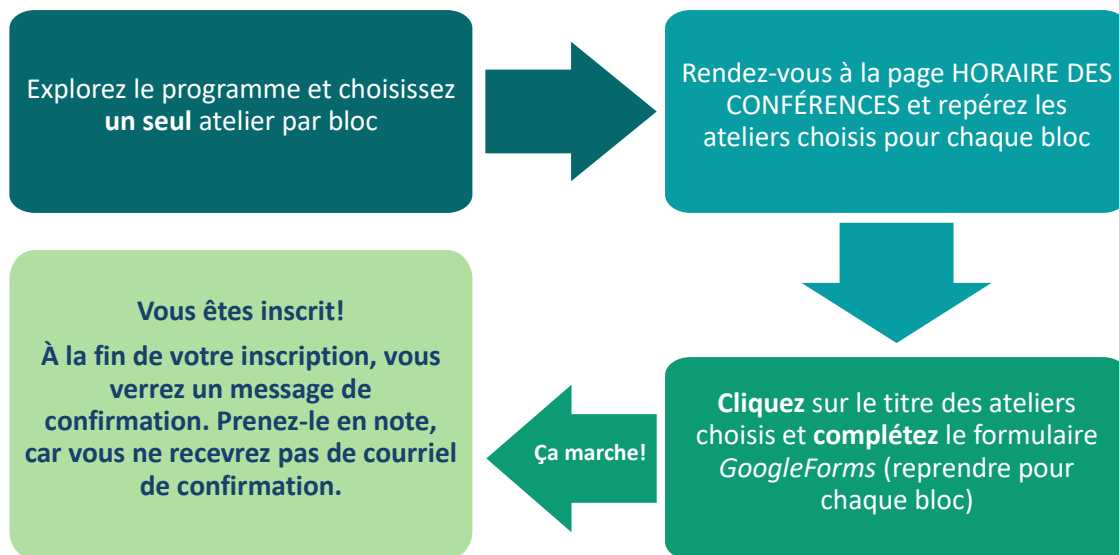 Explorez le programme et choisissez
un seul atelier par bloc
Rendez-vous à la page HORAIRE DES
CONFÉRENCES et repérez les
ateliers choisis pour chaque bloc
Cliquez sur le titre des ateliers
choisis et complétez le formulaire
GoogleForms (reprendre pour
chaque bloc)
Ça marche!
Vous êtes inscrit!
À la fin de votre inscription, vous
verrez un message de
confirmation. Prenez-le en note,
car vous ne recevrez pas de courriel
de confirmation.